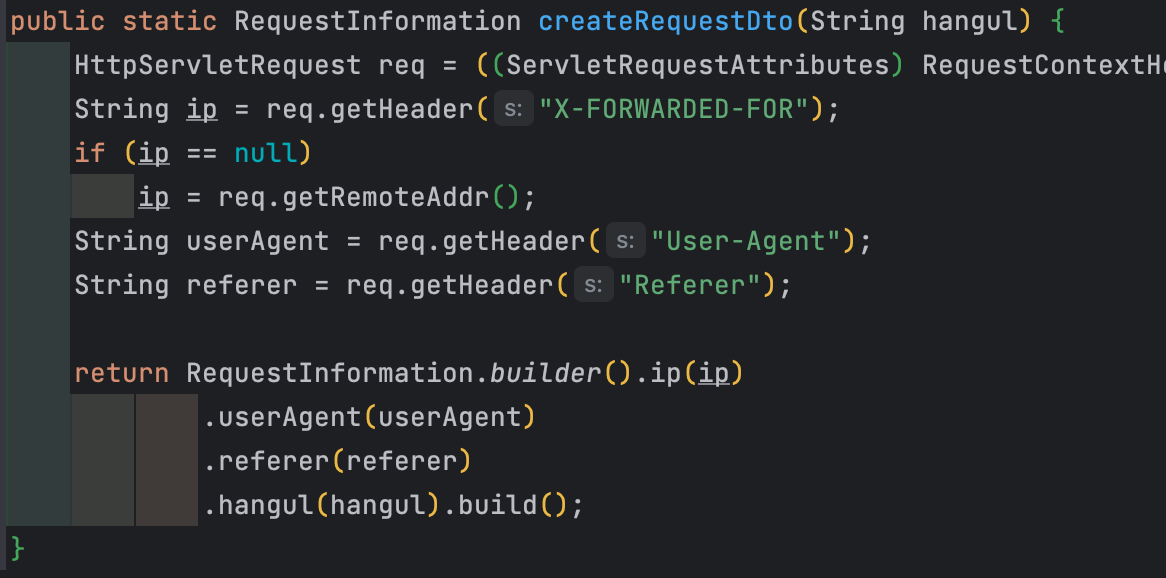 public static RequestInformation createRequestDto(String hangul) {
HttpServletRequest req = ((ServletRequestAttributes) RequestContextH
String ip = req.getHeader( s: "X-FORWARDED-FOR");
if (ip == null)
ip = req.getRemoteAddr();
String userAgent = req.getHeader( s: "User-Agent");
String referer = req.getHeader( s: "Referer");
return RequestInformation.builder().ip(ip)
.userAgent(userAgent)
.referer(referer)
.hangul(hangul).build();
}